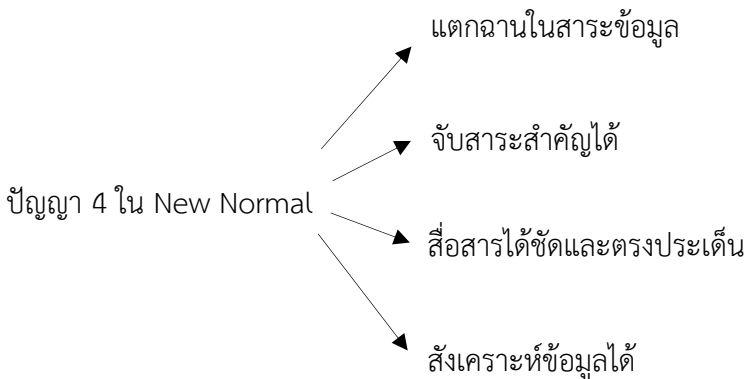 แตกฉานในสาระข้อมูล
จับสาระสำคัญได้
ปัญญา 4 ใน New Normal
สื่อสารได้ชัดและตรงประเด็น
สังเคราะห์ข้อมูลได้